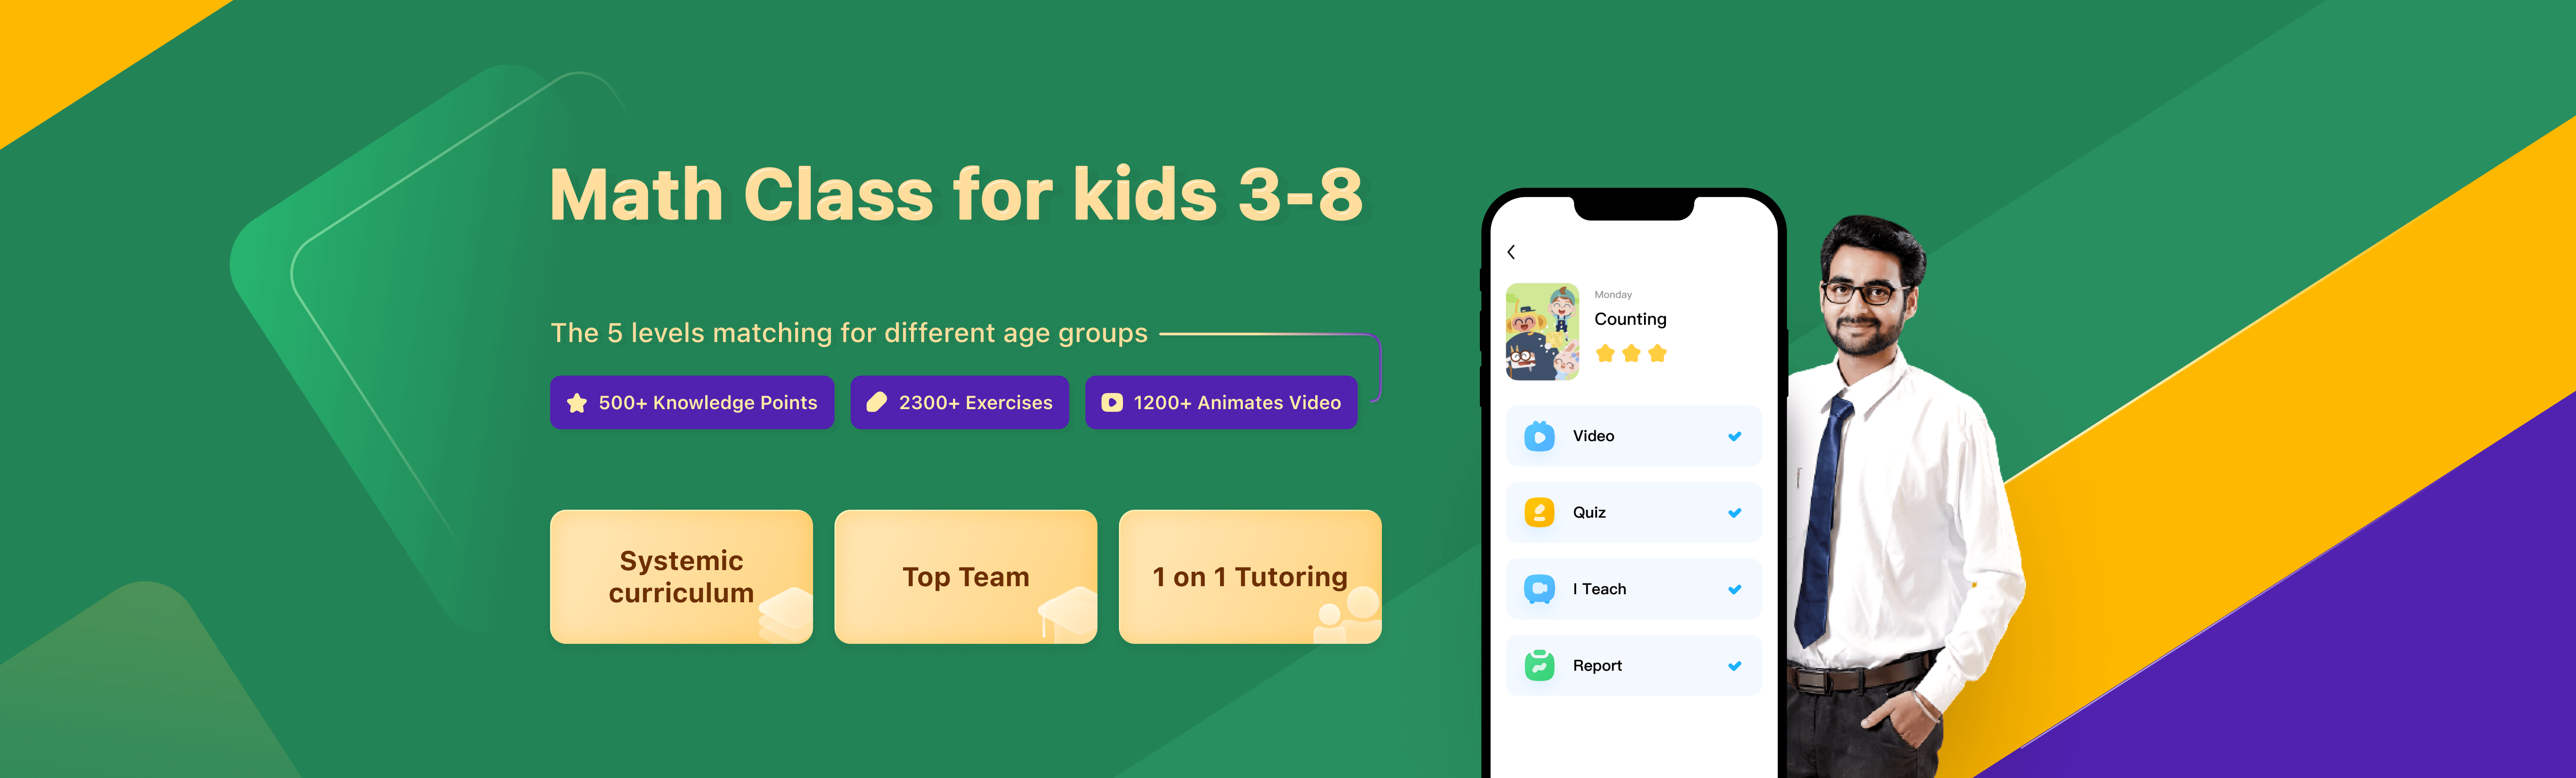 Math Class for kids 3-8
The 5 levels matching for different age groups
500+ Knowledge Points
2300+ Exercises
1200+ Animates Video
Systemic
curriculum
Top Team
1 on 1 Tutoring
Monday
Counting
Video
Quiz
I Teach
Report